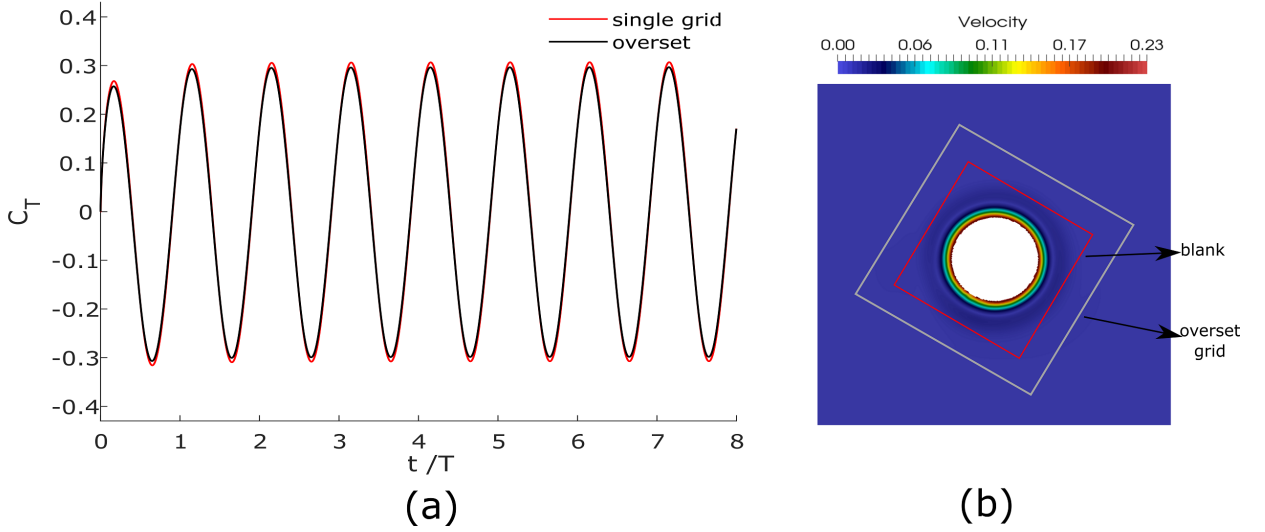 0.4
0.3
0.2
0.1
0
-0.1
-0.2
-0.3
-0.4
C_T
0 1 2 3 4 5 6 7 8
t /T
single grid
overset
(a)
Velocity
0.00 0.06 0.11 0.17 0.23
blank
overset
grid
(b)